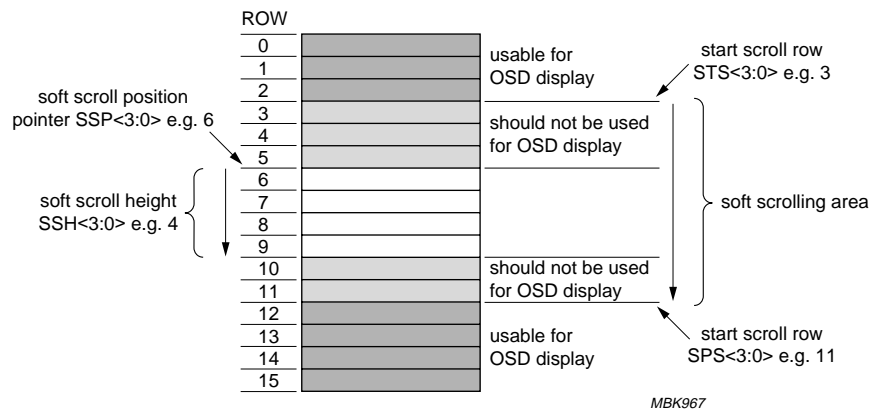 ROW
0
1
2
3
4
5
6
7
8
9
10
11
12
13
14
15
usable for
OSD display
should not be used
for OSD display
should not be used
for OSD display
usable for
OSD display
soft scroll position
pointer SSP<3:0> e.g. 6
soft scroll height
SSH<3:0> e.g. 4
start scroll row
STS<3:0> e.g. 3
soft scrolling area
start scroll row
SPS<3:0> e.g. 11
MBK967